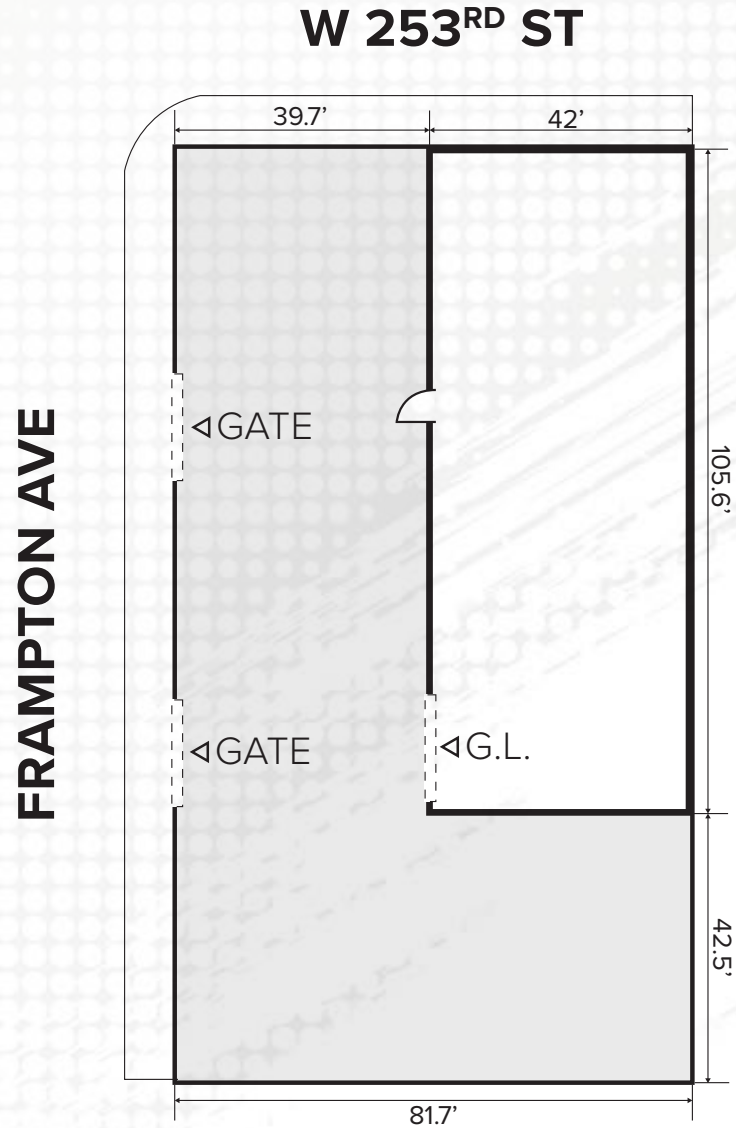 W 253RD ST
39.7’
42’
FRAMPTON AVE
GATE
105.6’
GATE
G.L.
42.5’
81.7’